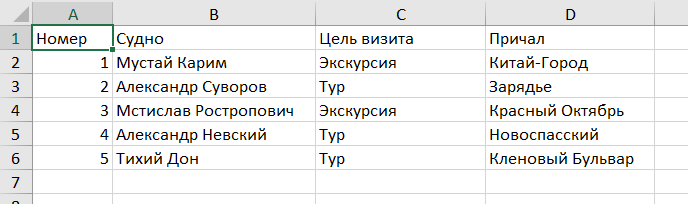 A B C D
1 Номер Судно Цель визита Причал
2 1 Мустай Карим Экскурсия Китай-Город
3 2 Александр Суворов Тур Зарядье
4 3 Мстислав Ростропович Экскурсия Красный Октябрь
5 4 Александр Невский Тур Новоспасский
6 5 Тихий Дон Тур Кленовый Бульвар
7